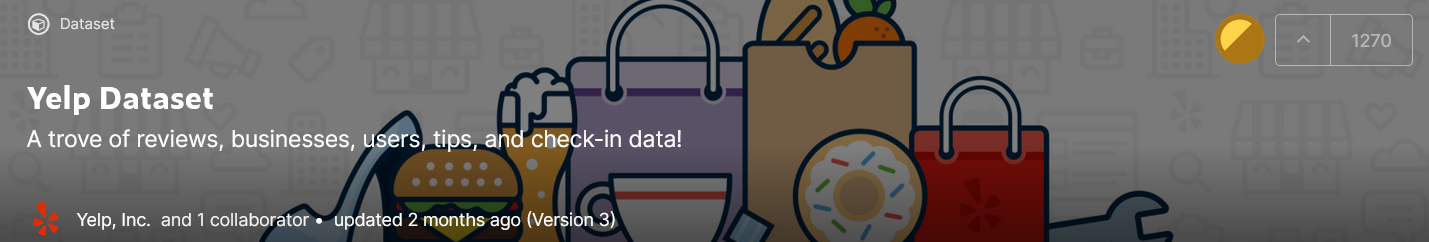 Dataset
1270
Yelp Dataset
A trove of reviews, businesses, users, tips, and check-in data!
Yelp, Inc. and 1 collaborator • updated 2 months ago (Version 3)